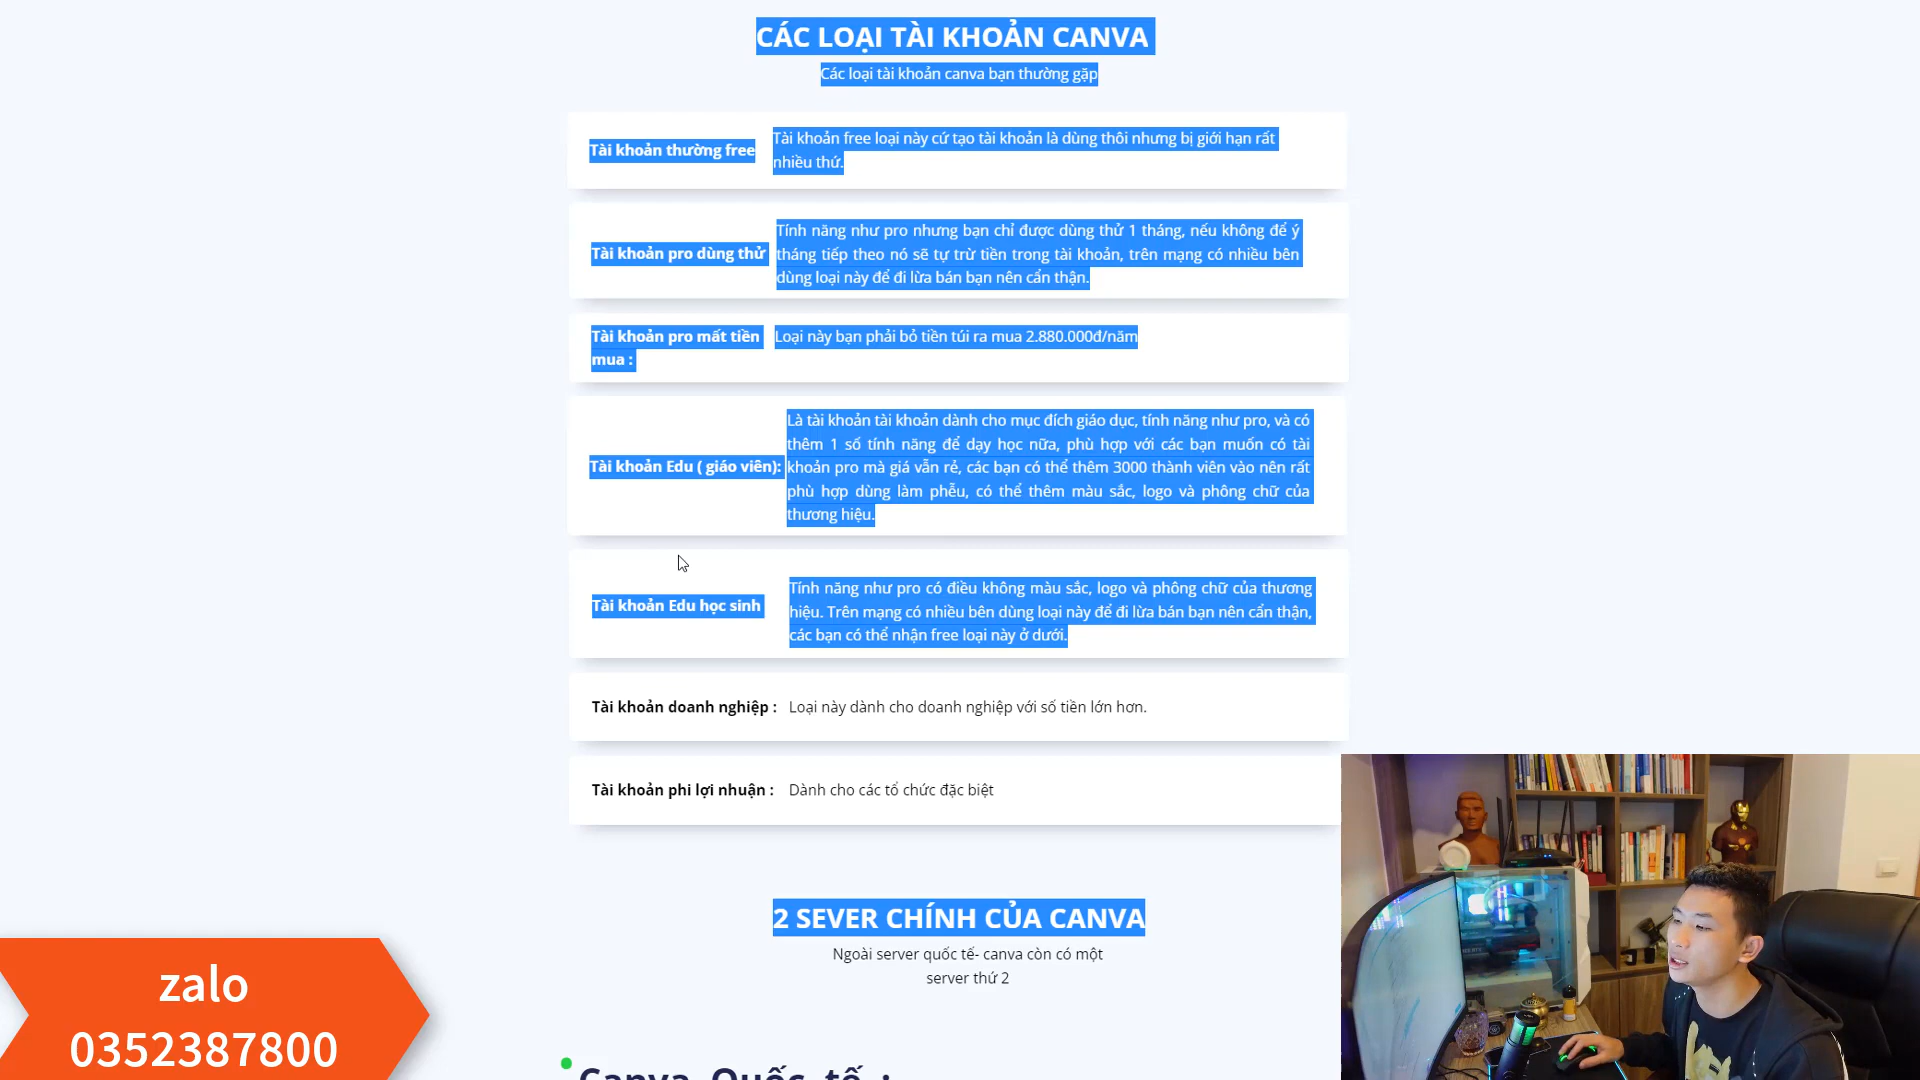 CÁC LOẠI TÀI KHOẢN CANVA
Các loại tài khoản canva bạn thường gặp
Tài khoản thường free
Tài khoản free loại này cứ tạo tài khoản là dùng thôi nhưng bị giới hạn rất
nhiều thứ.
Tài khoản pro dùng thử
Tính năng như pro nhưng bạn chỉ được dùng thử 1 tháng, nếu không để ý
tháng tiếp theo nó sẽ tự trừ tiền trong tài khoản, trên mạng có nhiều bên
dùng loại này để đi lừa bán bạn nên cẩn thận.
Tài khoản pro mất tiền
mua :
Loại này bạn phải bỏ tiền túi ra mua 2.880.000đ/năm
Tài khoản Edu ( giáo viên):
Là tài khoản tài khoản dành cho mục đích giáo dục, tính năng như pro, và có
thêm 1 số tính năng để dạy học nữa, phù hợp với các bạn muốn có tài
khoản pro mà giá vẫn rẻ, các bạn có thể thêm 3000 thành viên vào nên rất
phù hợp dùng làm phễu, có thể thêm màu sắc, logo và phông chữ của
thương hiệu.
Tài khoản Edu học sinh
Tính năng như pro có điều không màu sắc, logo và phông chữ của thương
hiệu. Trên mạng có nhiều bên dùng loại này để đi lừa bán bạn nên cẩn thận,
các bạn có thể nhận free loại này ở dưới.
Tài khoản doanh nghiệp :
Loại này dành cho doanh nghiệp với số tiền lớn hơn.
Tài khoản phi lợi nhuận :
Dành cho các tổ chức đặc biệt
2 SEVER CHÍNH CỦA CANVA
Ngoài server quốc tế- canva còn có một
server thứ 2
Canva Quốc tế :
zalo
0352387800